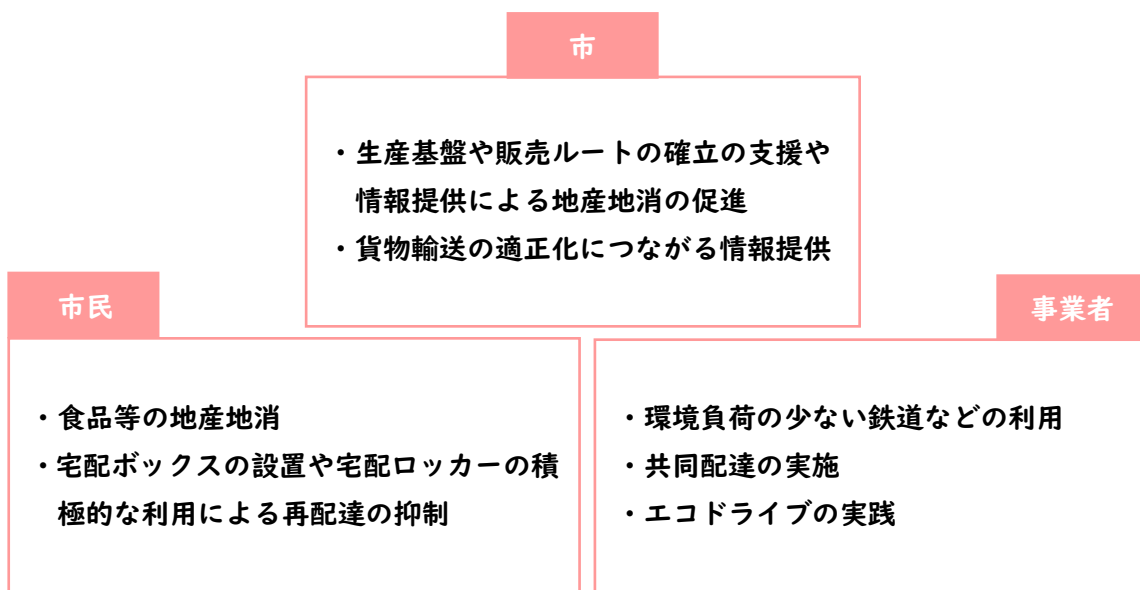 市
・生産基盤や販売ルートの確立の支援や
情報提供による地産地消の促進
・貨物輸送の適正化につながる情報提供
市民
・食品等の地産地消
・宅配ボックスの設置や宅配ロッカーの積
極的な利用による再配達の抑制
事業者
・環境負荷の少ない鉄道などの利用
・共同配達の実施
・エコドライブの実践